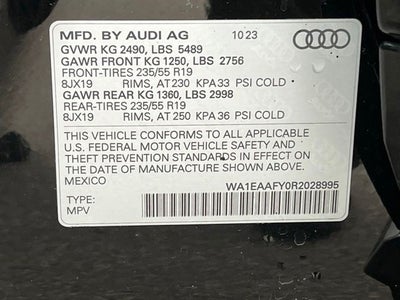 MFD. BY AUDI AG 10 23
GVWR KG 2490, LBS 5489
GAWR FRONT KG 1250, LBS 2756
FRONT-TIRES 235/55 R19
8JX19 RIMS, AT 230 KPA 33 PSI COLD
GAWR REAR KG 1360, LBS 2998
REAR-TIRES 235/55 R19
8JX19 RIMS, AT 250 KPA 36 PSI COLD
THIS VEHICLE CONFORMS TO ALL APPLICABLE
U.S. FEDERAL MOTOR VEHICLE SAFETY AND
THEFT PREVENTION STANDARDS IN EFFECT ON
THE DATE OF MANUFACTURE SHOWN ABOVE.
MEXICO
WA1EAAFY0R2028995
TYPE:
MPV